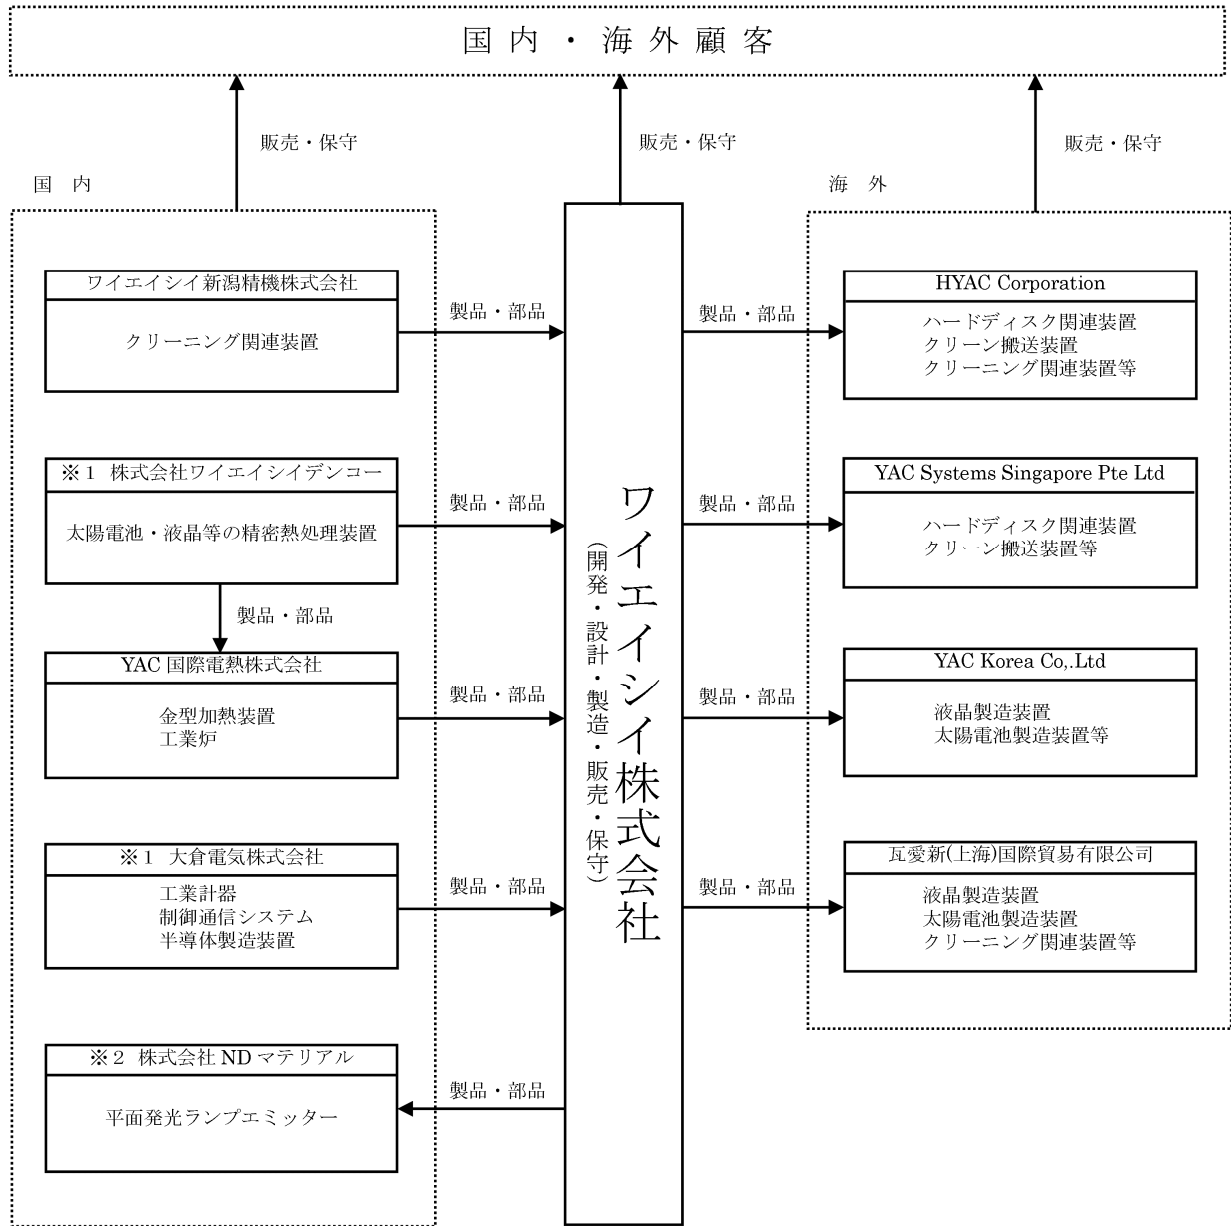 国内・海外顧客
販売・保守
販売・保守
販売・保守
国 内
海 外
ワイエイシイ新潟精機株式会社
クリーニング関連装置
製品・部品
※1 株式会社ワイエイシイデンコー
太陽電池・液晶等の精密熱処理装置
製品・部品
製品・部品
YAC 国際電熱株式会社
金型加熱装置
工業炉
製品・部品
※1 大倉電気株式会社
工業計器
制御通信システム
半導体製造装置
製品・部品
※2 株式会社 ND マテリアル
平面発光ランプエミッター
製品・部品
ワイエイシイ株式会社
(開発・設計・製造・販売・保守)
製品・部品
HYAC Corporation
ハードディスク関連装置
クリーン搬送装置
クリーニング関連装置等
製品・部品
YAC Systems Singapore Pte Ltd
ハードディスク関連装置
クリーン搬送装置等
製品・部品
YAC Korea Co,.Ltd
液晶製造装置
太陽電池製造装置等
製品・部品
瓦愛新(上海)国際貿易有限公司
液晶製造装置
太陽電池製造装置
クリーニング関連装置等